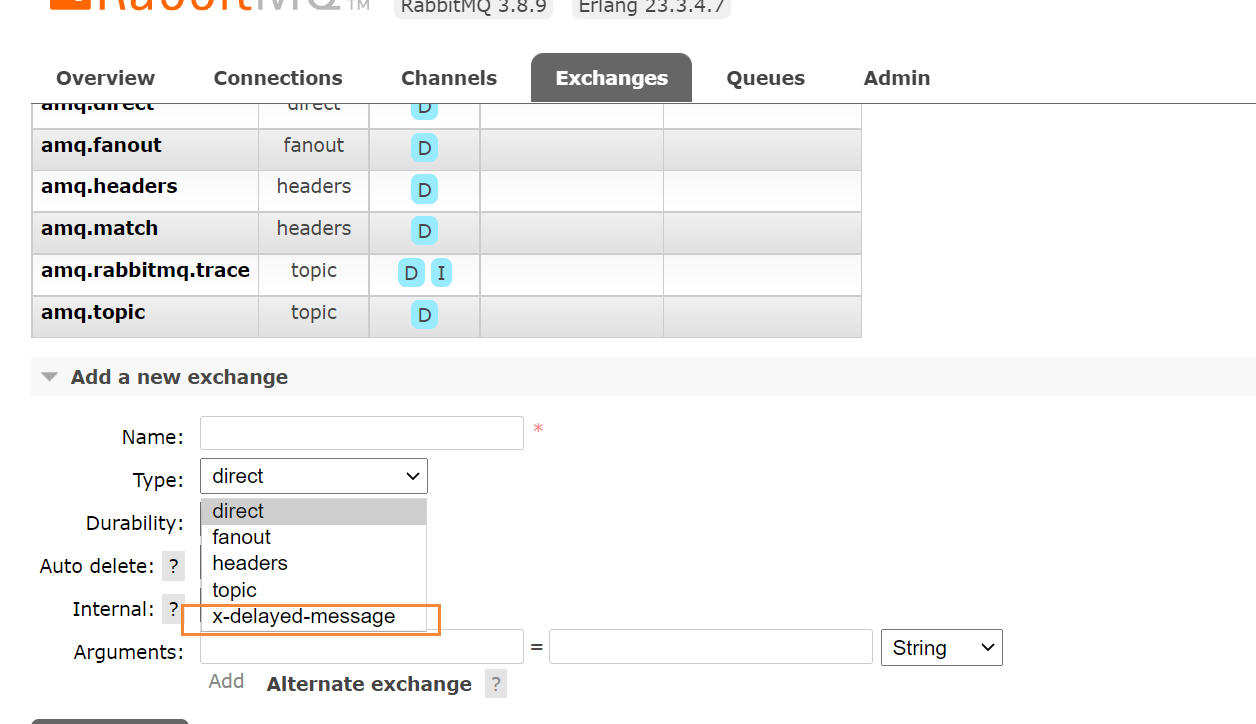 RabbitMQ TM RabbitMQ 3.8.9 Erlang 23.3.4.7
Overview Connections Channels Exchanges Queues Admin
amq.direct direct D
amq.fanout fanout D
amq.headers headers D
amq.match headers D
amq.rabbitmq.trace topic D I
amq.topic topic D
Add a new exchange
Name: *
Type: direct
direct
Durability:
fanout
Auto delete: ? headers
topic
Internal: ? x-delayed-message
Arguments: = String
Add Alternate exchange ?